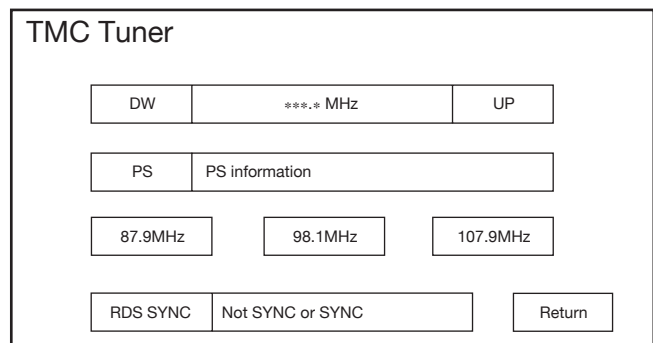 TMC Tuner
DW ***.* MHz UP
PS PS information
87.9MHz 98.1MHz 107.9MHz
RDS SYNC Not SYNC or SYNC Return